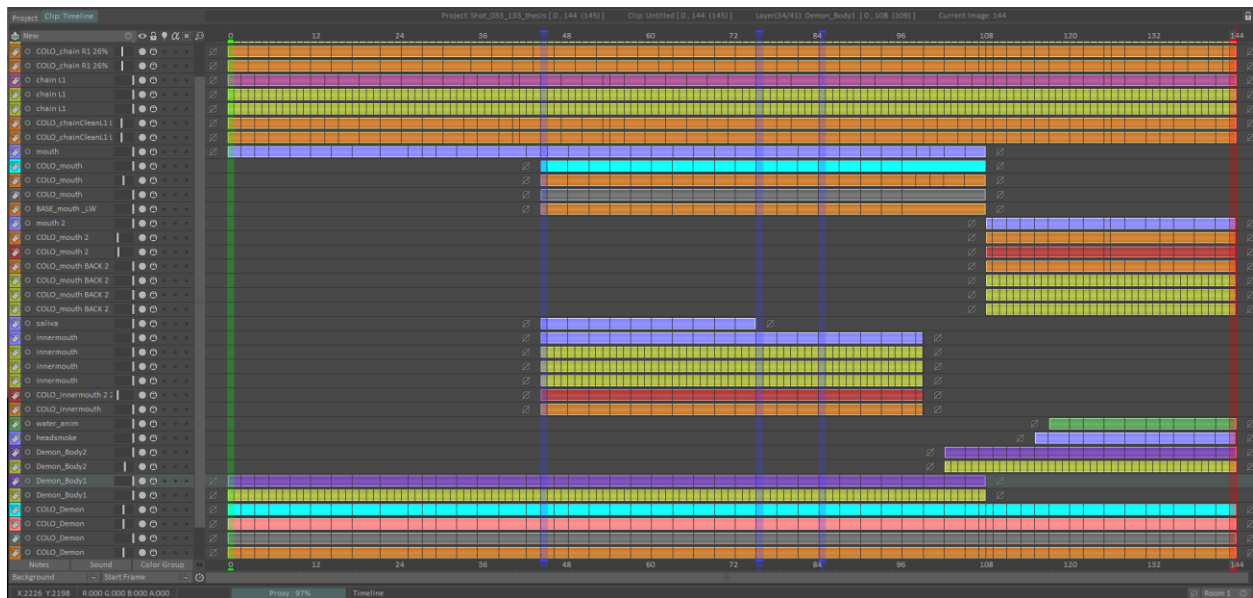 Project Clip: Timeline Project: Shot_053_153_thesis [ 0 , 144 (145) ] Clip: Untitled [ 0 , 144 (145) ] Layer(34/41): Demon_Body1 [ 0 , 108 (109) ] Current Image: 144
New 0 12 24 36 48 60 72 84 96 108 120 132 144
COLO_chain R1 26%
COLO_chain R1 26%
chain L1
chain L1
chain L1
COLO_chainCleanL1 L
COLO_chainCleanL1 L
mouth
COLO_mouth
COLO_mouth
COLO_mouth
BASE_mouth _LW
mouth 2
COLO_mouth 2
COLO_mouth 2
COLO_mouth BACK 2
COLO_mouth BACK 2
COLO_mouth BACK 2
COLO_mouth BACK 2
saliva
innermouth
innermouth
innermouth
innermouth
COLO_innermouth 2.2
COLO_innermouth
water_anim
headsmoke
Demon_Body2
Demon_Body2
Demon_Body1
Demon_Body1
COLO_Demon
COLO_Demon
COLO_Demon
COLO_Demon
Notes Sound Color Group 0 12 24 36 48 60 72 84 96 108 120 132 144
Background - Start Frame -
X:2226 Y:2198 R:000 G:000 B:000 A:000 Proxy : 97% Timeline Room 1